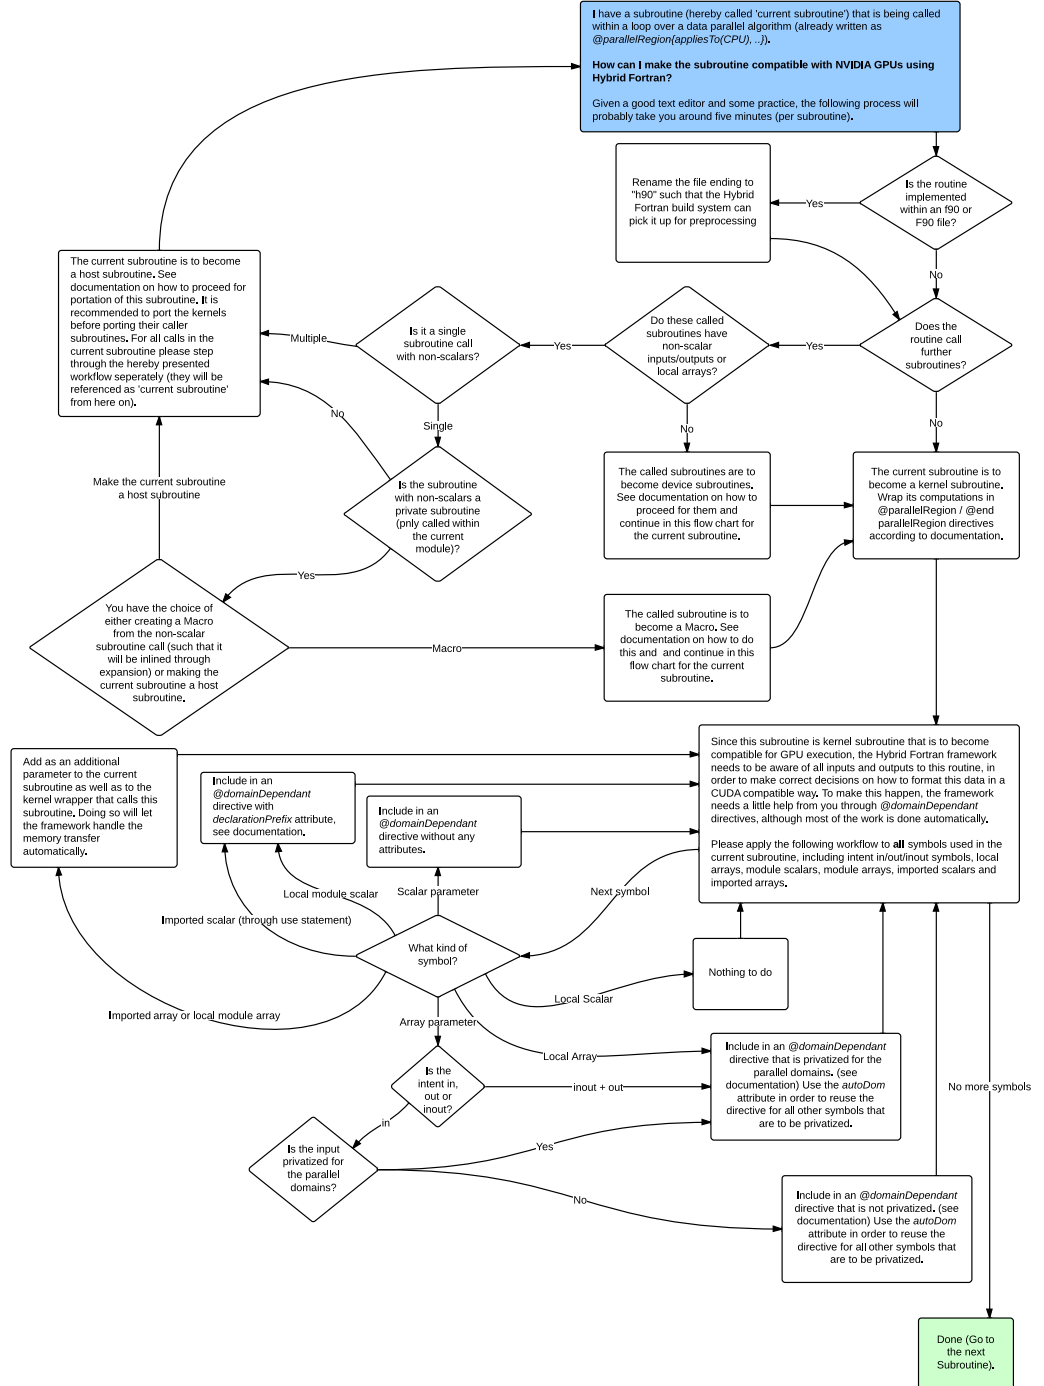 I have a subroutine (hereby called 'current subroutine') that is being called
within a loop over a data parallel algorithm (already written as
@parallelRegion{appliesTo(CPU), ..}).
How can I make the subroutine compatible with NVIDIA GPUs using
Hybrid Fortran?
Given a good text editor and some practice, the following process will
probably take you around five minutes (per subroutine).
Is the routine
implemented
within an f90 or
F90 file?
Yes
Rename the file ending to
"h90" such that the Hybrid
Fortran build system can
pick it up for preprocessing
No
Does the
routine call
further
subroutines?
Yes
Do these called
subroutines have
non-scalar
inputs/outputs or
local arrays?
Yes
Is it a single
subroutine call
with non-scalars?
Multiple
The current subroutine is to become
a host subroutine. See
documentation on how to proceed for
portation of this subroutine. It is
recommended to port the kernels
before porting their caller
subroutines. For all calls in the
current subroutine please step
through the hereby presented
workflow seperately (they will be
referenced as 'current subroutine'
from here on).
No
Single
No
No
Is the subroutine
with non-scalars a
private subroutine
(pnly called within
the current
module)?
The called subroutines are to
become device subroutines.
See documentation on how to
proceed for them and
continue in this flow chart for
the current subroutine.
The current subroutine is to
become a kernel subroutine.
Wrap its computations in
@parallelRegion / @end
parallelRegion directives
according to documentation.
Make the current subroutine
a host subroutine
Yes
You have the choice of
either creating a Macro
from the non-scalar
subroutine call (such that it
will be inlined through
expansion) or making the
current subroutine a host
subroutine.
Macro
The called subroutine is to
become a Macro. See
documentation on how to do
this and  and continue in this
flow chart for the current
subroutine.
Since this subroutine is kernel subroutine that is to become
compatible for GPU execution, the Hybrid Fortran framework
needs to be aware of all inputs and outputs to this routine, in
order to make correct decisions on how to format this data in a
CUDA compatible way. To make this happen, the framework
needs a little help from you through @domainDependant
directives, although most of the work is done automatically.
Please apply the following workflow to all symbols used in the
current subroutine, including intent in/out/inout symbols, local
arrays, module scalars, module arrays, imported scalars and
imported arrays.
Add as an additional
parameter to the current
subroutine as well as to the
kernel wrapper that calls this
subroutine. Doing so will let
the framework handle the
memory transfer
automatically.
Include in an
@domainDependant
directive with
declarationPrefix attribute,
see documentation.
Include in an
@domainDependant
directive without any
attributes.
Next symbol
Scalar parameter
Local module scalar
Imported scalar (through use statement)
What kind of
symbol?
Nothing to do
Local Scalar
Imported array or local module array
Array parameter
Local Array
Is the
intent in,
out or
inout?
inout + out
in
Include in an @domainDependant
directive that is privatized for the
parallel domains. (see
documentation) Use the autoDom
attribute in order to reuse the
directive for all other symbols that
are to be privatized.
No more symbols
Is the input
privatized for
the parallel
domains?
Yes
No
Include in an @domainDependant
directive that is not privatized. (see
documentation) Use the autoDom
attribute in order to reuse the
directive for all other symbols that
are to be privatized.
Done (Go to
the next
Subroutine).